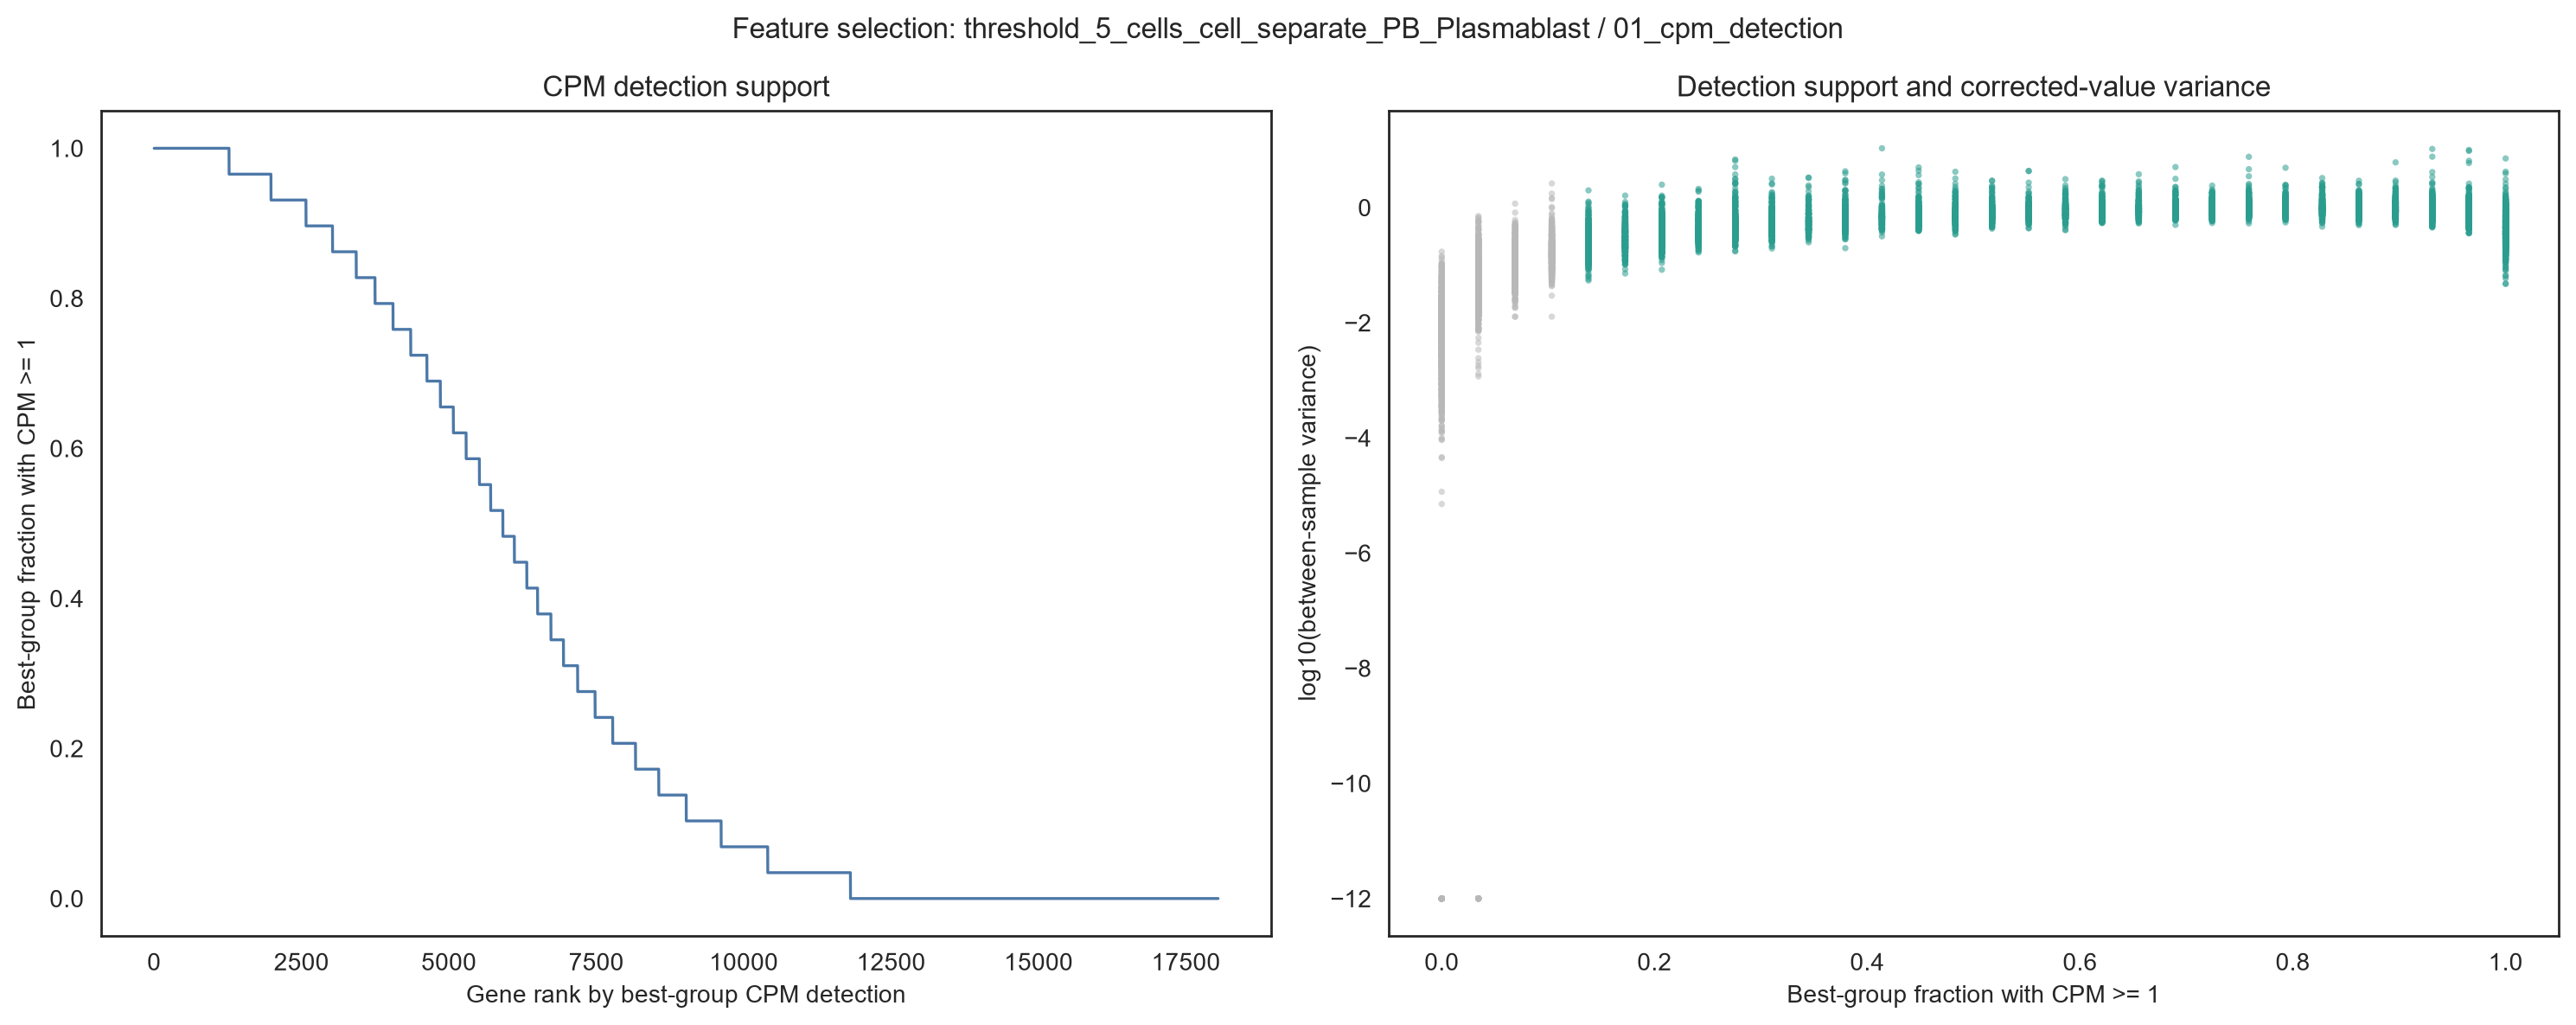 Feature selection: threshold_5_cells_cell_separate_PB_Plasmablast / 01_cpm_detection
CPM detection support
Best-group fraction with CPM >= 1
1.0
0.8
0.6
0.4
0.2
0.0
0 2500 5000 7500 10000 12500 15000 17500
Gene rank by best-group CPM detection
Detection support and corrected-value variance
log10(between-sample variance)
0
−2
−4
−6
−8
−10
−12
0.0 0.2 0.4 0.6 0.8 1.0
Best-group fraction with CPM >= 1